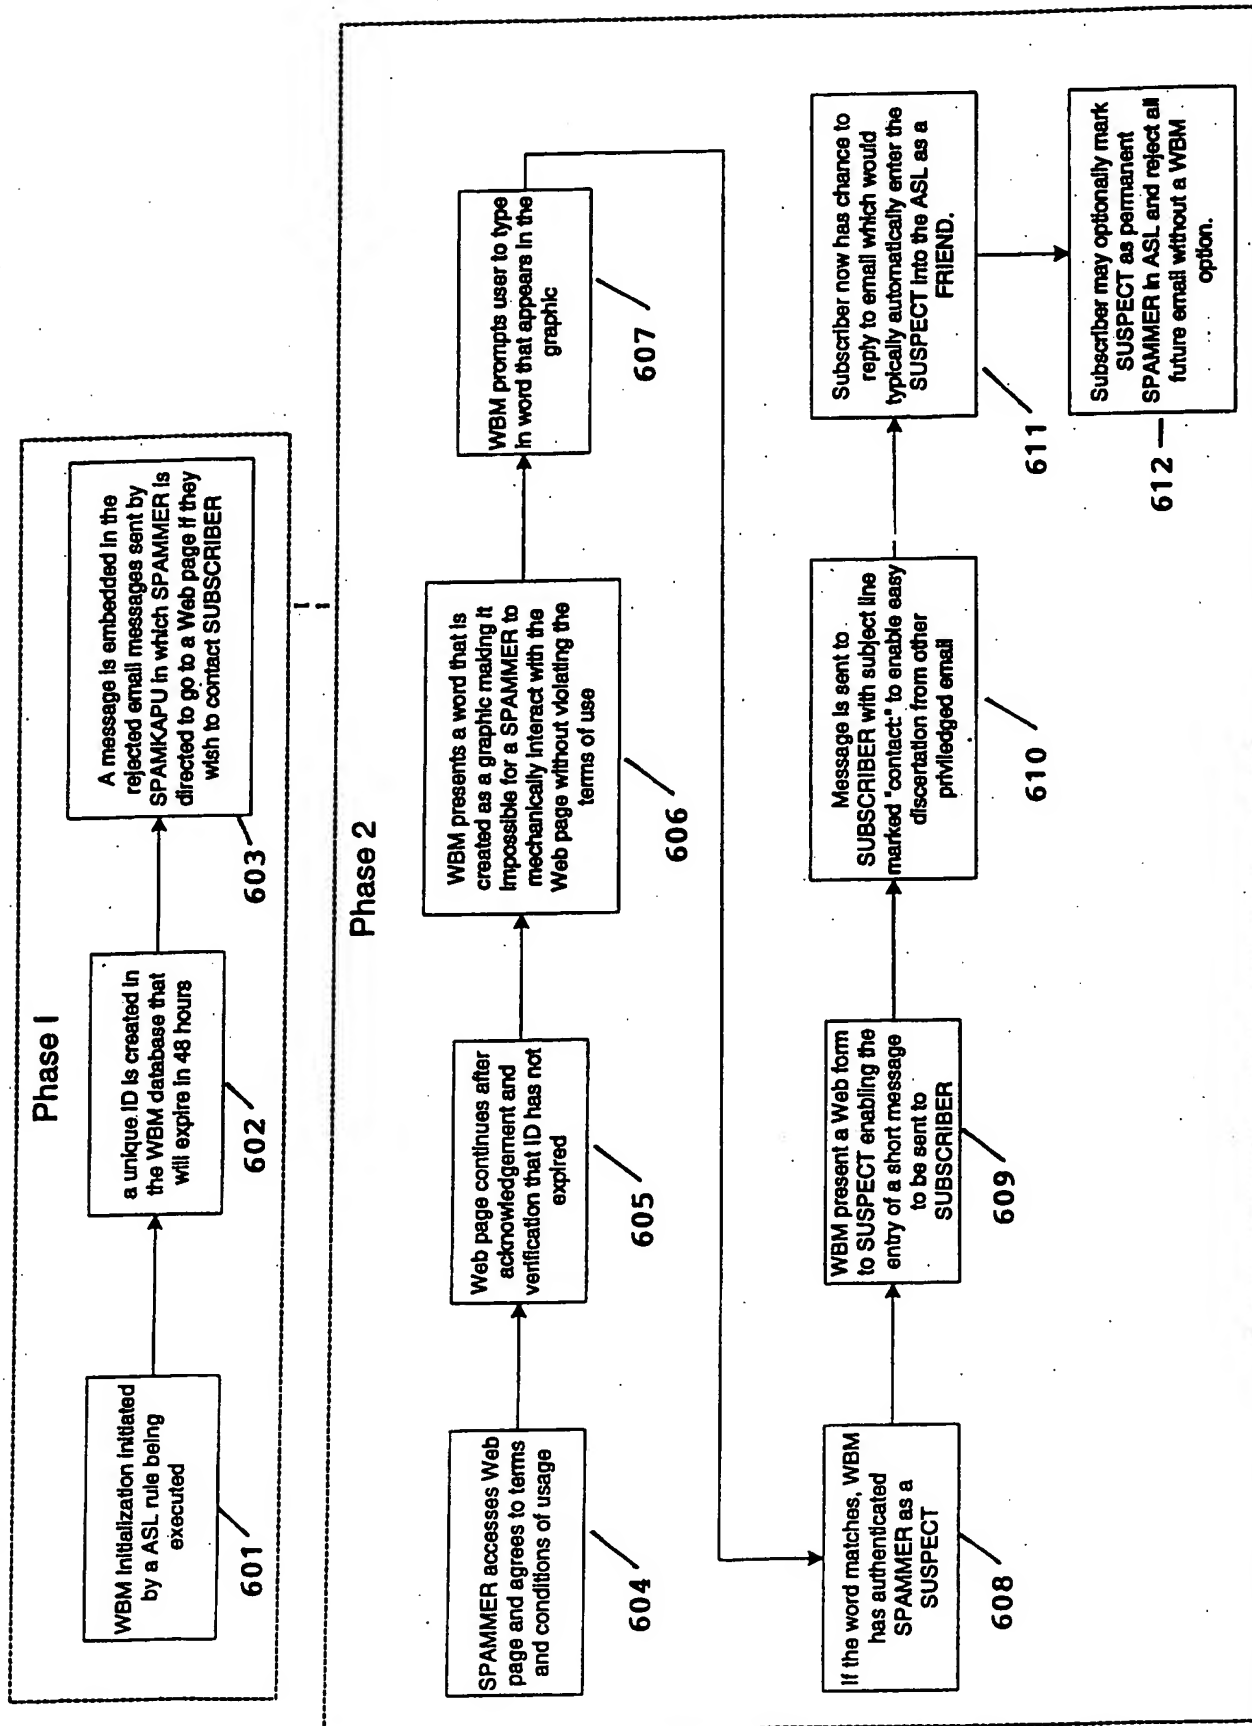 Phase I
WBM Initialization initiated
by a ASL rule being
executed
601
a unique ID is created in
the WBM database that
will expire in 48 hours
602
A message is embedded in the
rejected email messages sent by
SPAMKAPU in which SPAMMER is
directed to go to a Web page if they
wish to contact SUBSCRIBER
603
Phase 2
SPAMMER accesses Web
page and agrees to terms
and conditions of usage
604
Web page continues after
acknowledgement and
verification that ID has not
expired
605
WBM presents a word that is
created as a graphic making it
impossible for a SPAMMER to
mechanically interact with the
Web page without violating the
terms of use
606
WBM prompts user to type
in word that appears in the
graphic
607
If the word matches, WBM
has authenticated
SPAMMER as a
SUSPECT
608
WBM present a Web form
to SUSPECT enabling the
entry of a short message
to be sent to
SUBSCRIBER
609
Message is sent to
SUBSCRIBER with subject line
marked "contact:" to enable easy
discertation from other
priviledged email
610
Subscriber now has chance to
reply to email which would
typically automatically enter the
SUSPECT into the ASL as a
FRIEND.
611
Subscriber may optionally mark
SUSPECT as permanent
SPAMMER in ASL and reject all
future email without a WBM
option.
612